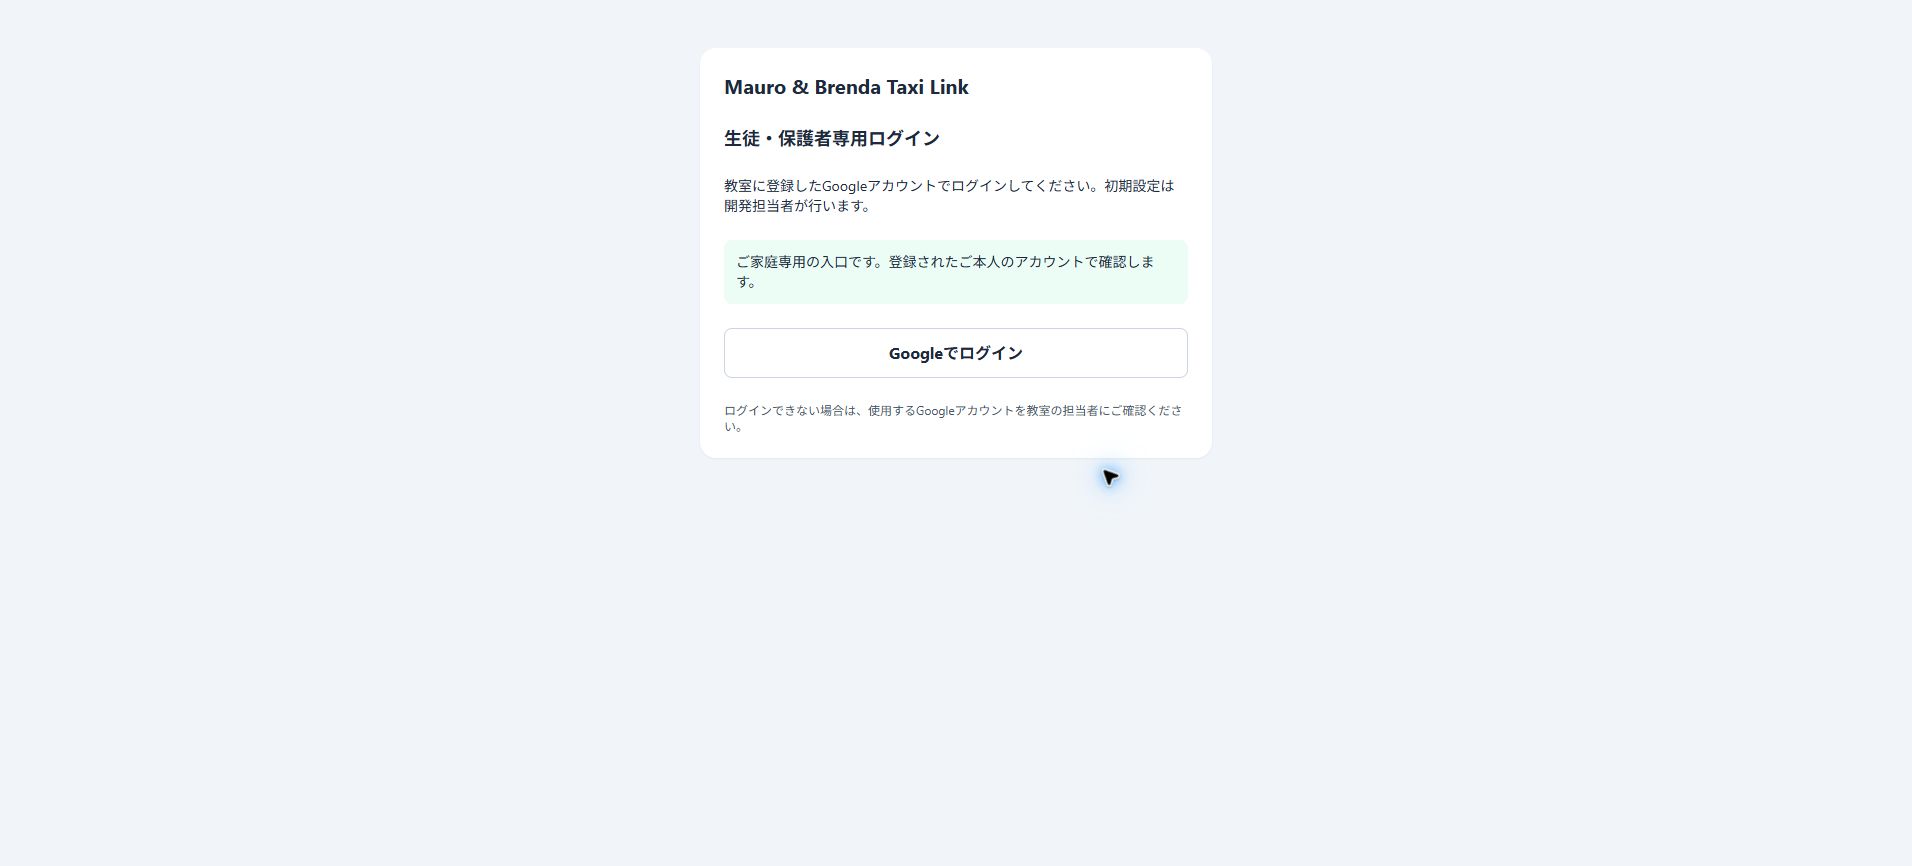 Mauro & Brenda Taxi Link
生徒・保護者専用ログイン
教室に登録したGoogleアカウントでログインしてください。初期設定は
開発担当者が行います。
ご家庭専用の入口です。登録されたご本人のアカウントで確認しま
す。
Googleでログイン
ログインできない場合は、使用するGoogleアカウントを教室の担当者にご確認くださ
い。